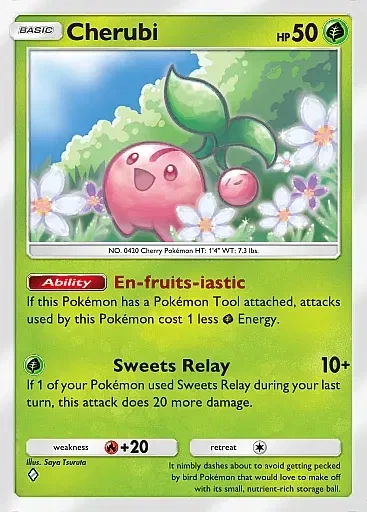 BASIC Cherubi HP 50
NO. 0420 Cherry Pokémon HT: 1'4" WT: 7.3 lbs.
Ability En-fruits-iastic
If this Pokémon has a Pokémon Tool attached, attacks
used by this Pokémon cost 1 less Energy.
Sweets Relay 10+
If 1 of your Pokémon used Sweets Relay during your last
turn, this attack does 20 more damage.
weakness +20 retreat
Illus. Saya Tsuruta
It nimbly dashes about to avoid getting pecked
by bird Pokémon that would love to make off
with its small, nutrient-rich storage ball.